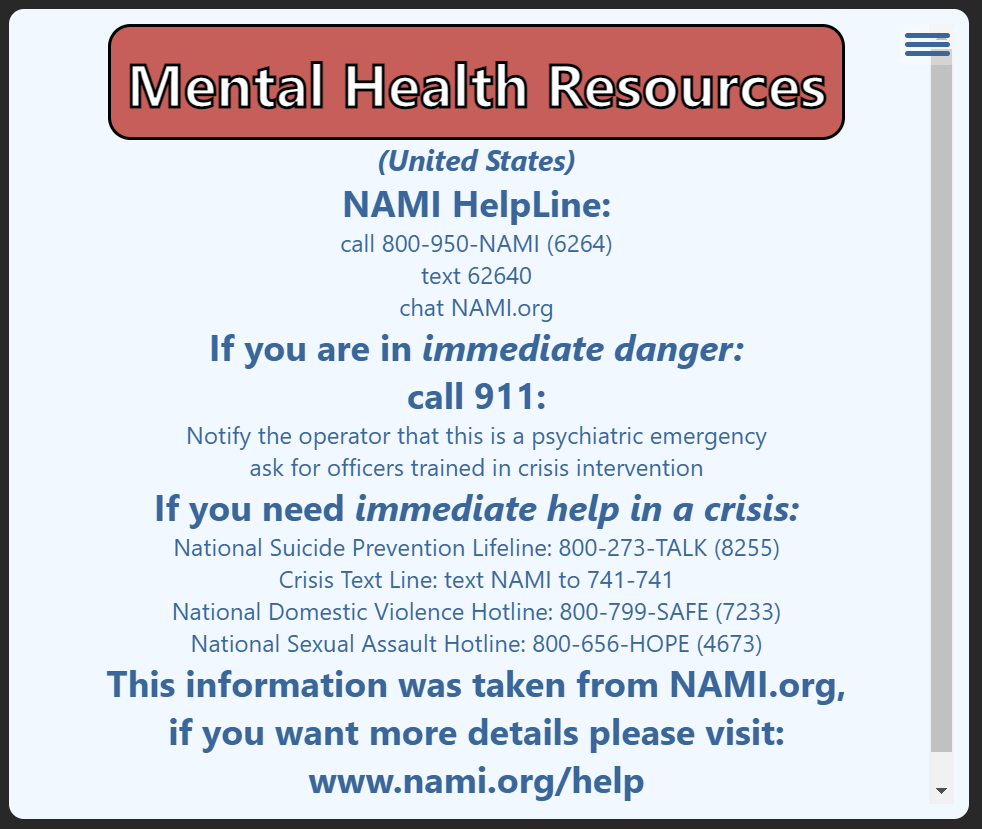 Mental Health Resources
(United States)
NAMI HelpLine:
call 800-950-NAMI (6264)
text 62640
chat NAMI.org
If you are in immediate danger:
call 911:
Notify the operator that this is a psychiatric emergency
ask for officers trained in crisis intervention
If you need immediate help in a crisis:
National Suicide Prevention Lifeline: 800-273-TALK (8255)
Crisis Text Line: text NAMI to 741-741
National Domestic Violence Hotline: 800-799-SAFE (7233)
National Sexual Assault Hotline: 800-656-HOPE (4673)
This information was taken from NAMI.org,
if you want more details please visit:
www.nami.org/help